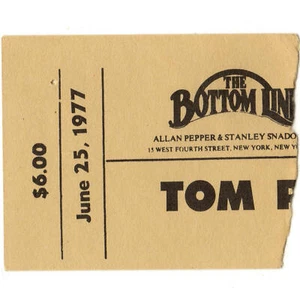 $6.00
June 25, 1977
THE
BOTTOM LINE
ALLAN PEPPER & STANLEY SNADO
15 WEST FOURTH STREET, NEW YORK, NEW YO
TOM P